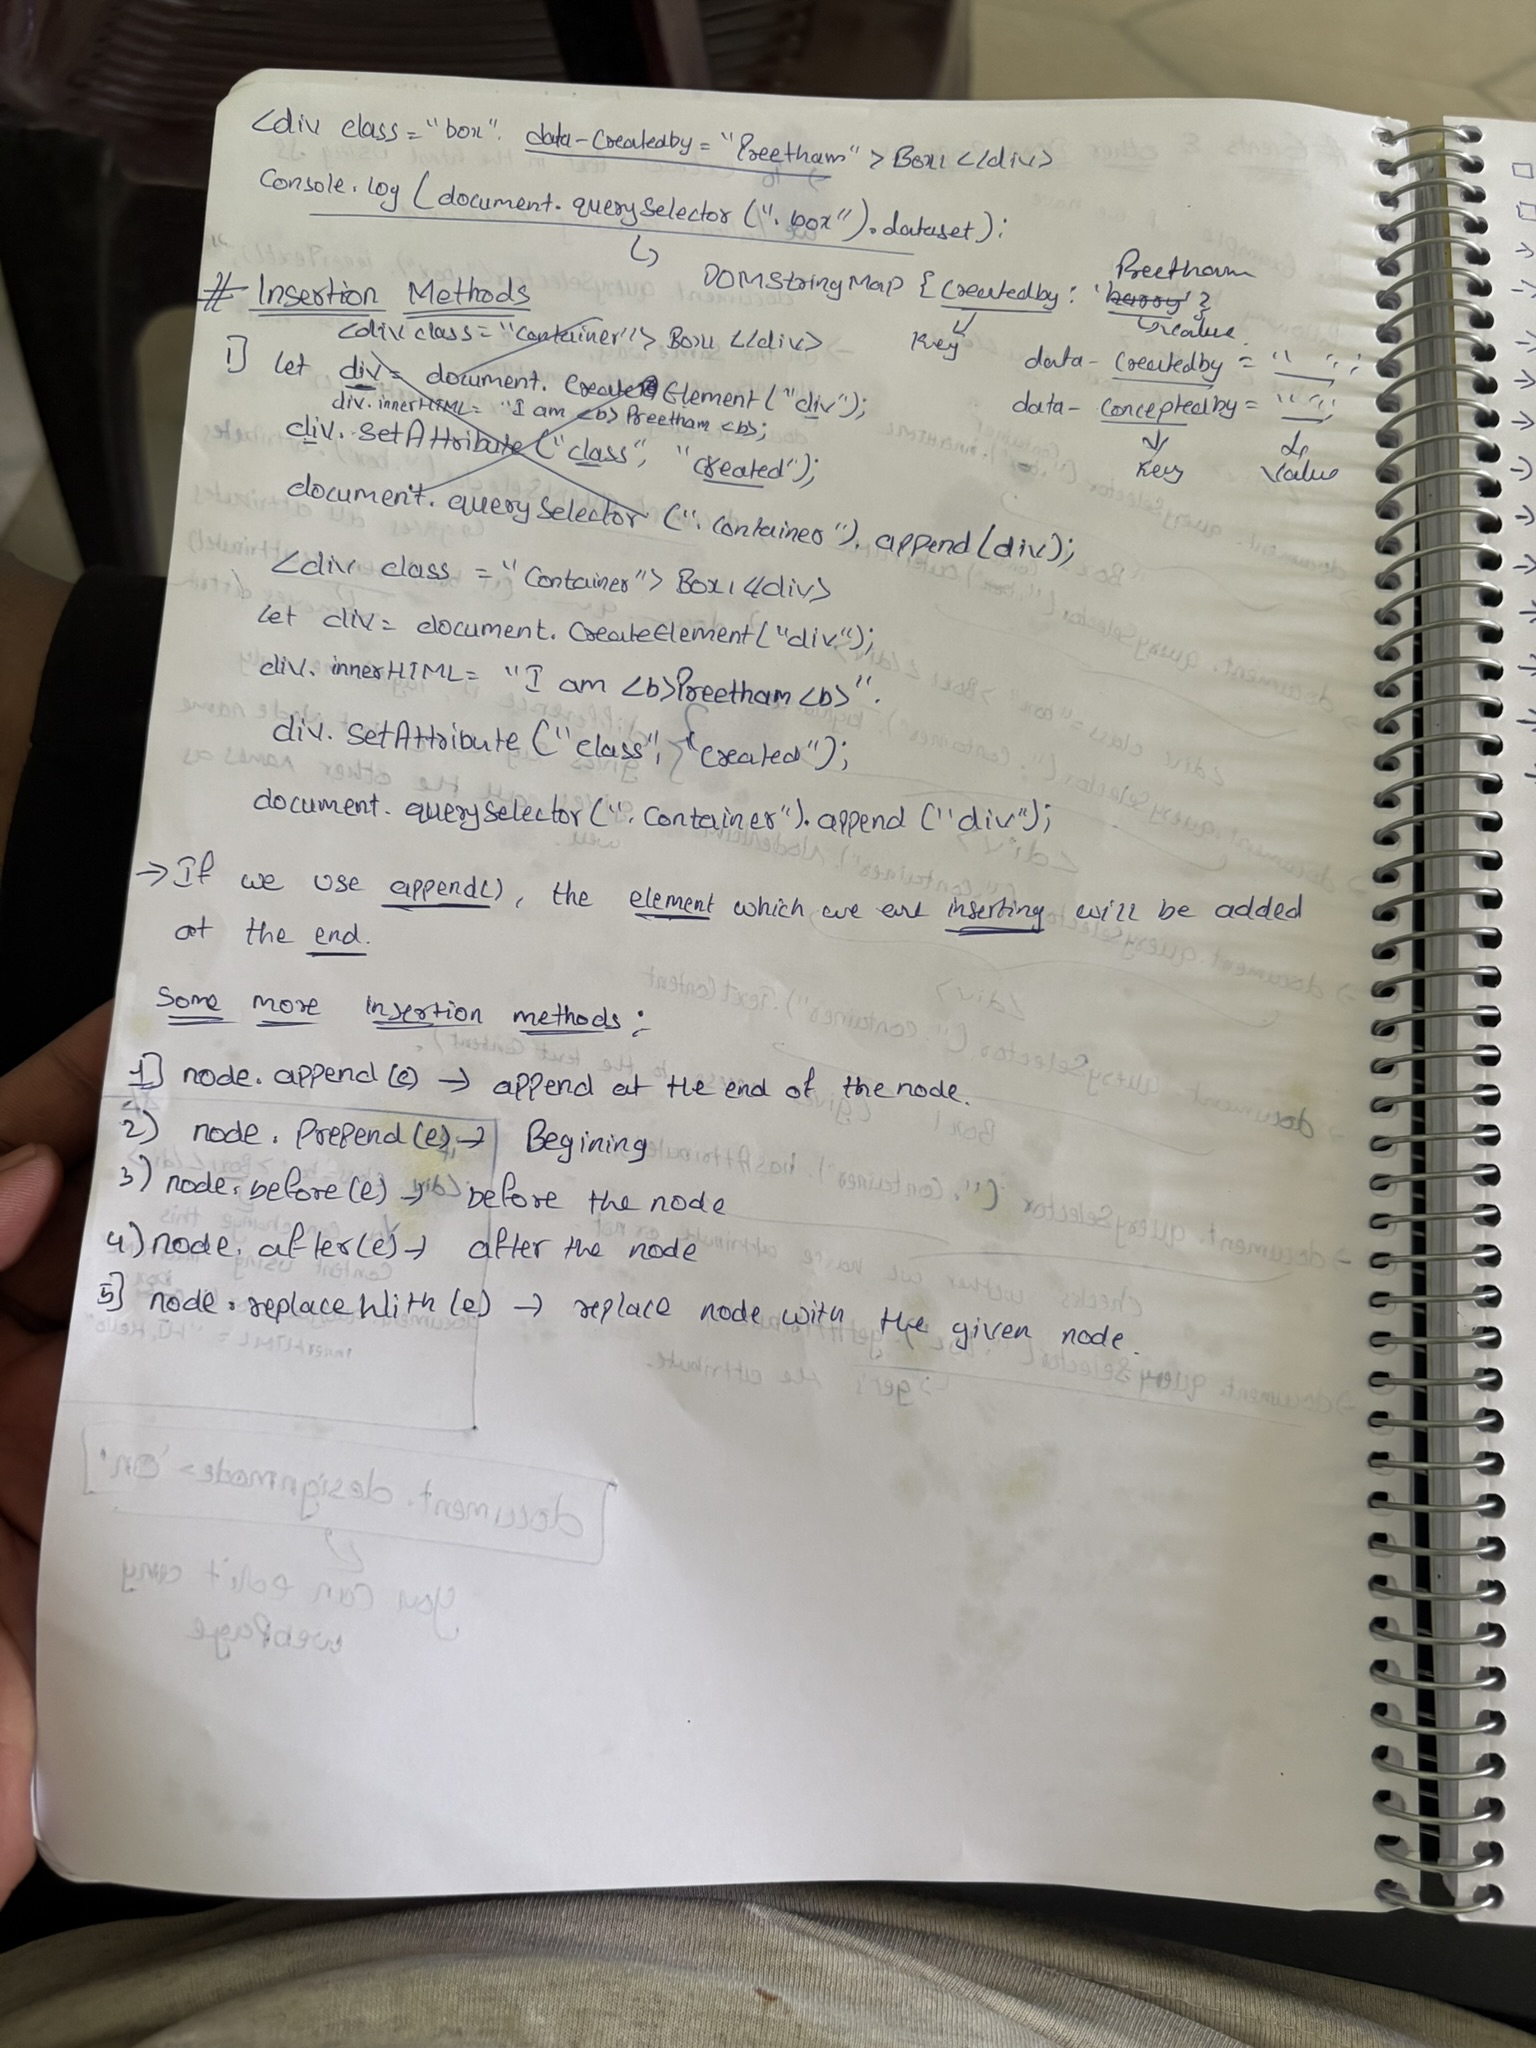 <div class="box". data-createdby = "Preetham" > Box1 </div>
Console.log (document.querySelector (".box").dataset);
↳ DOMStringMap {createdby: 'harry'}
Preetham
Key
value
# Insertion Methods
<div class= "container"> Box1 </div>
data- createdby = " "
1] Let div = document. CreateElement ("div");
data- conceptedby = " "
Key value
div.innerHTML= "I am <b> Preetham <b>;
div. SetAttribute ("class", "created");
document. querySelector (".container"). append(div);
<div class = "Container"> Box1 </div>
Let div= document. CreateElement("div");
div. innerHTML= "I am <b>Preetham <b>".
div. SetAttribute ("class", "created");
document. querySelector (".Container"). append ("div");
→ If we use append(), the element which we are inserting will be added
at the end.
Some more insertion methods:
1] node. append (e) → append at the end of the node.
2) node. Prepend (e) → Begining
3) node. before (e) → before the node
4) node. after (e) → after the node
5] node. replaceWith (e) → replace node with the given node.